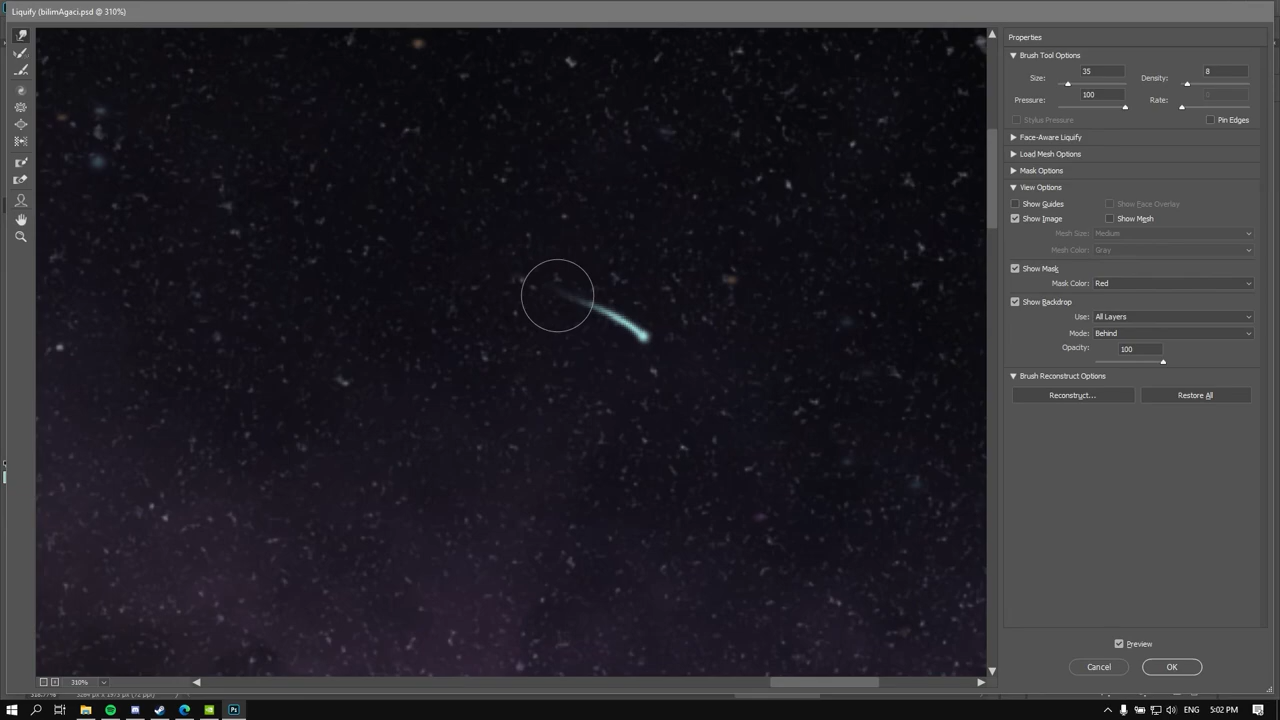 Liquify (bilimAgaci.psd @ 310%)
Properties
Brush Tool Options
Size: 35 Density: 8
Pressure: 100 Rate: 0
Stylus Pressure Pin Edges
Face-Aware Liquify
Load Mesh Options
Mask Options
View Options
Show Guides Show Face Overlay
Show Image Show Mesh
Mesh Size: Medium
Mesh Color: Gray
Show Mask
Mask Color: Red
Show Backdrop
Use: All Layers
Mode: Behind
Opacity: 100
Brush Reconstruct Options
Reconstruct... Restore All
Preview
Cancel OK
310%
Ps ENG 5:02 PM